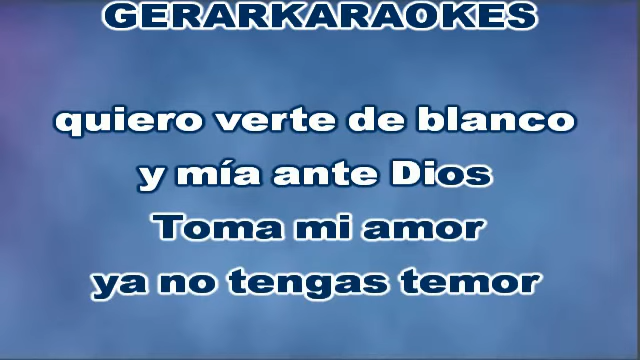 GERARKARAOKES
quiero verte de blanco
y mía ante Dios
Toma mi amor
ya no tengas temor